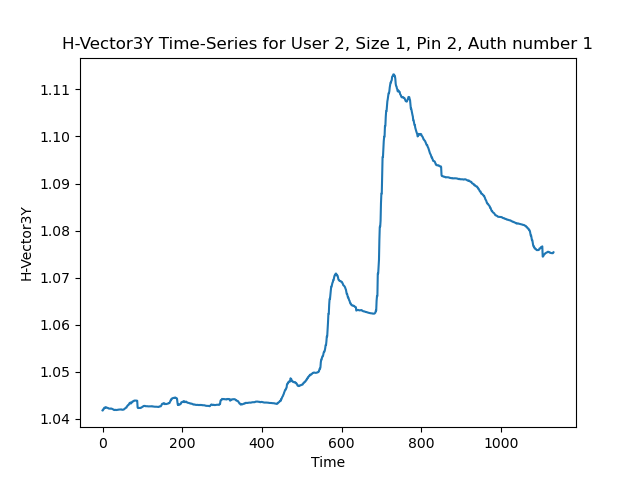 H-Vector3Y Time-Series for User 2, Size 1, Pin 2, Auth number 1
1.11
1.10
1.09
1.08
1.07
1.06
1.05
1.04
H-Vector3Y
0 200 400 600 800 1000
Time